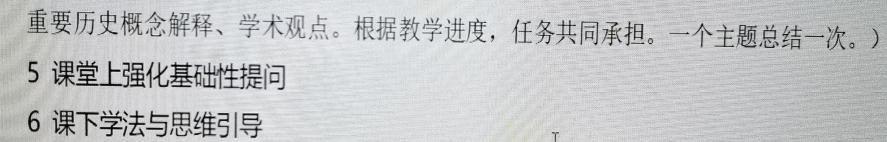 重要历史概念解释、学术观点。根据教学进度，任务共同承担。一个主题总结一次。）
5 课堂上强化基础性提问
6 课下学法与思维引导